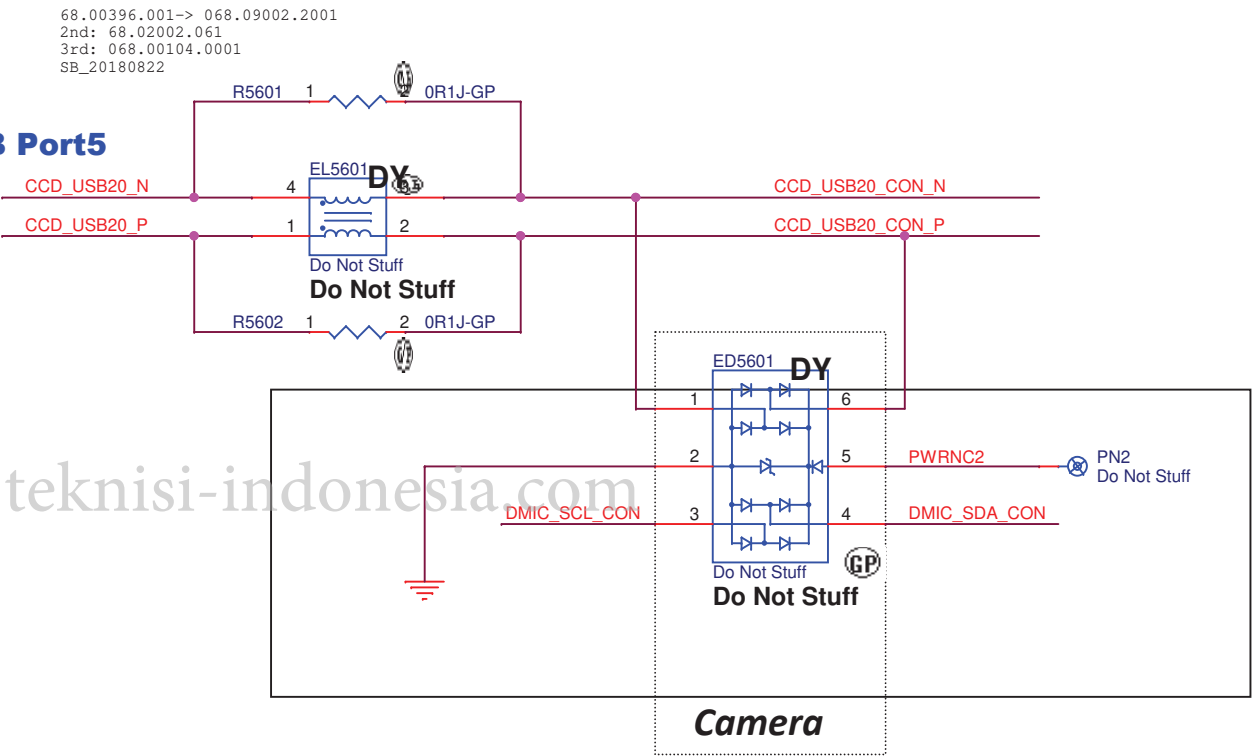 68.00396.001-> 068.09002.2001
2nd: 68.02002.061
3rd: 068.00104.0001
SB_20180822
R5601 1 0R1J-GP
Port5
EL5601 DY
CCD_USB20_N 4 CCD_USB20_CON_N
CCD_USB20_P 1 2 CCD_USB20_CON_P
Do Not Stuff
Do Not Stuff
R5602 1 2 0R1J-GP
ED5601 DY
1 6
2 5 PWRNC2 PN2
Do Not Stuff
teknisi-indonesia.com
DMIC_SCL_CON 3 4 DMIC_SDA_CON
GP
Do Not Stuff
Do Not Stuff
Camera